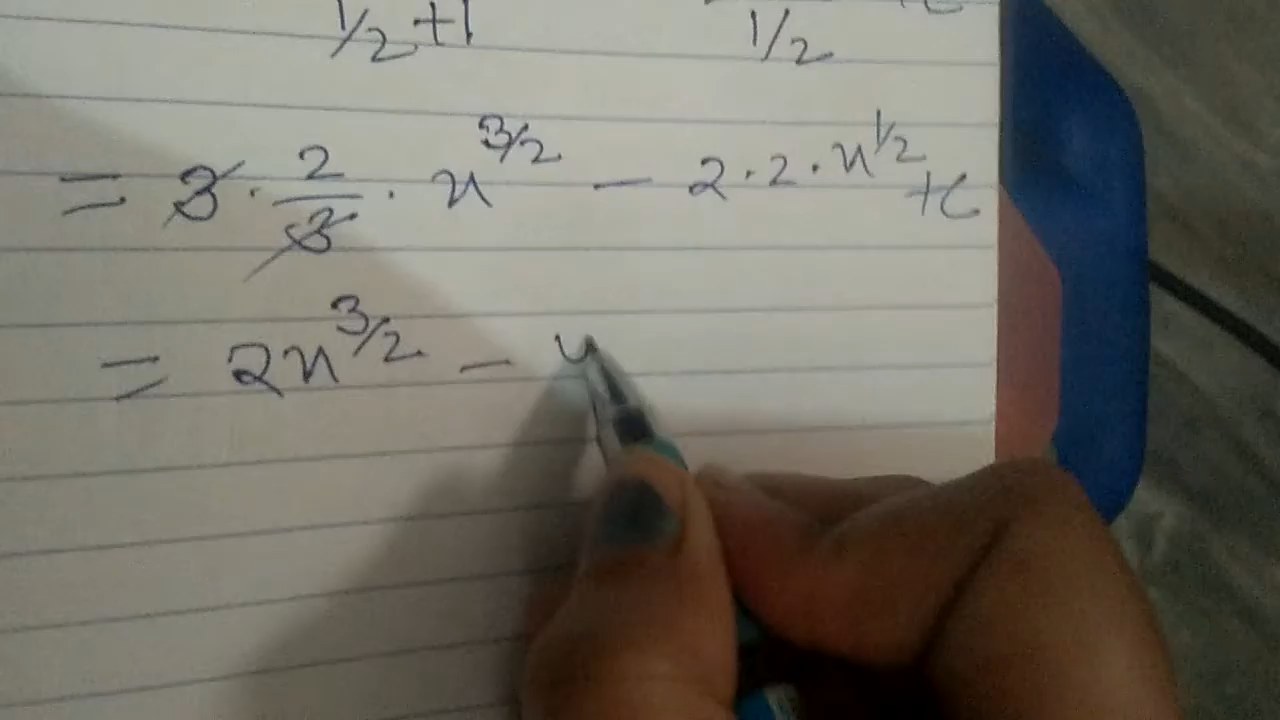 1/2 + 1 1/2 + C
= 3 · 2/3 · x^3/2 - 2 · 2 · x^1/2 + C
= 2x^3/2 - 4